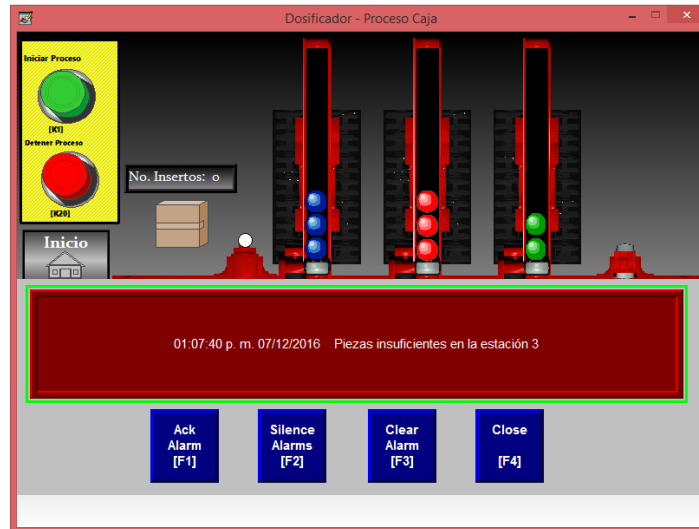 Dosificador - Proceso Caja
Iniciar Proceso
[K1]
Detener Proceso
[K20]
No. Insertos: 0
Inicio
01:07:40 p. m. 07/12/2016 Piezas insuficientes en la estación 3
Ack
Alarm
[F1]
Silence
Alarms
[F2]
Clear
Alarm
[F3]
Close
[F4]